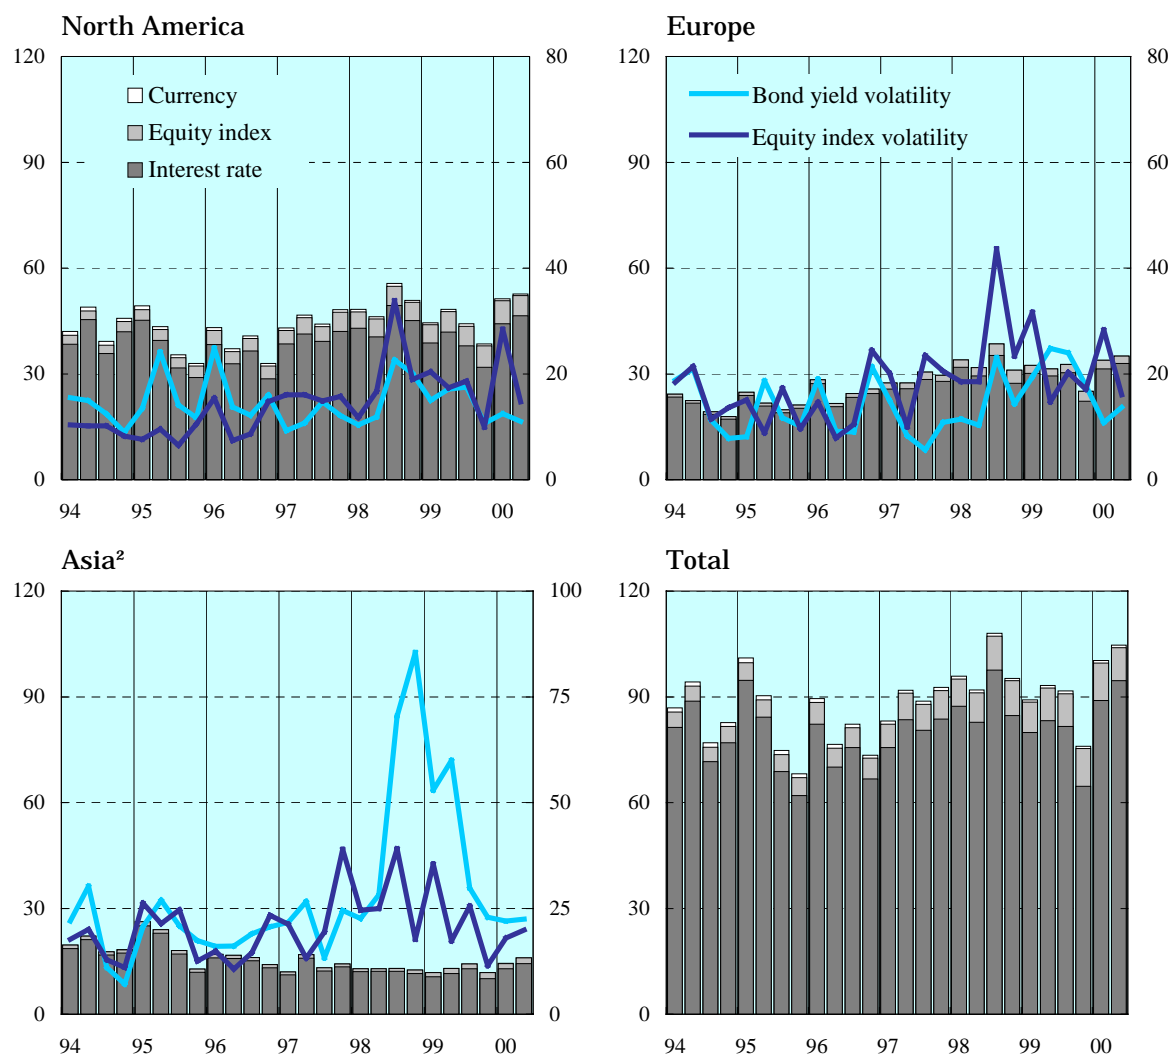 North America
120
80
Currency
Equity index
Interest rate
90
60
60
40
30
20
0
0
94 95 96 97 98 99 00
Europe
120
80
Bond yield volatility
Equity index volatility
90
60
60
40
30
20
0
0
94 95 96 97 98 99 00
Asia²
120
100
90
75
60
50
30
25
0
0
94 95 96 97 98 99 00
Total
120
90
60
30
0
94 95 96 97 98 99 00